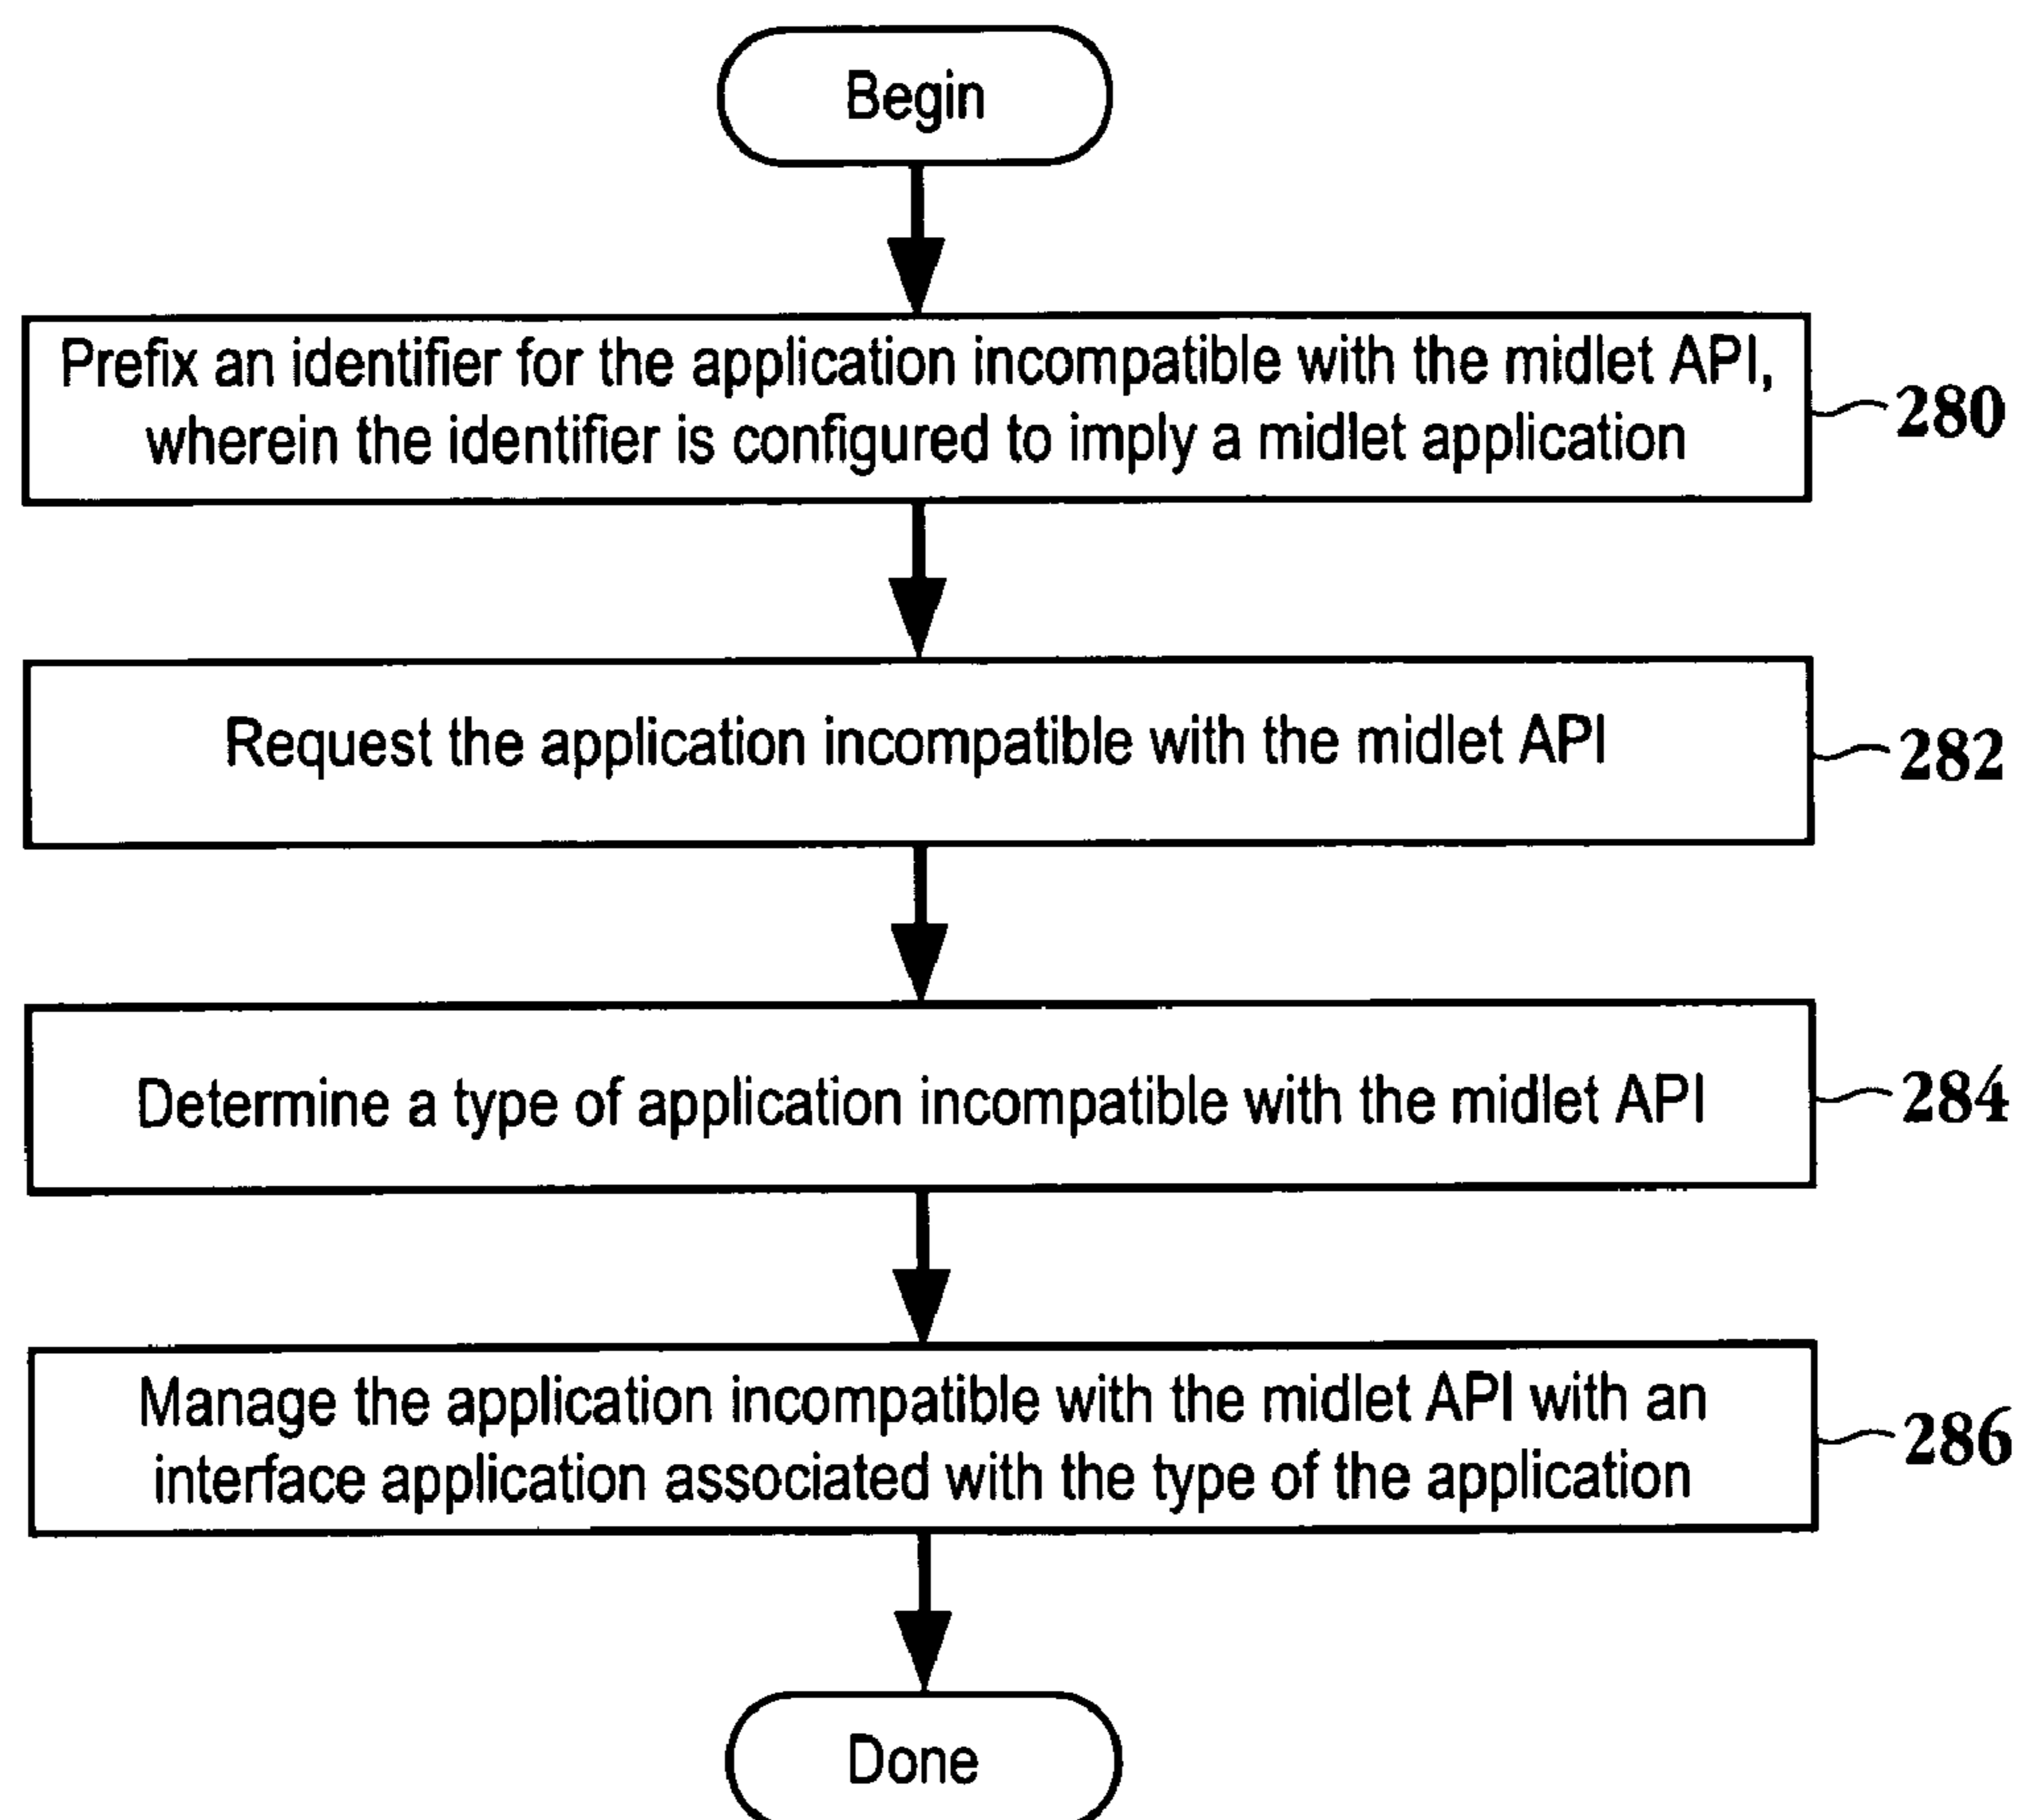 Begin
Prefix an identifier for the application incompatible with the midlet API,
wherein the identifier is configured to imply a midlet application
280
Request the application incompatible with the midlet API
282
Determine a type of application incompatible with the midlet API
284
Manage the application incompatible with the midlet API with an
interface application associated with the type of the application
286
Done